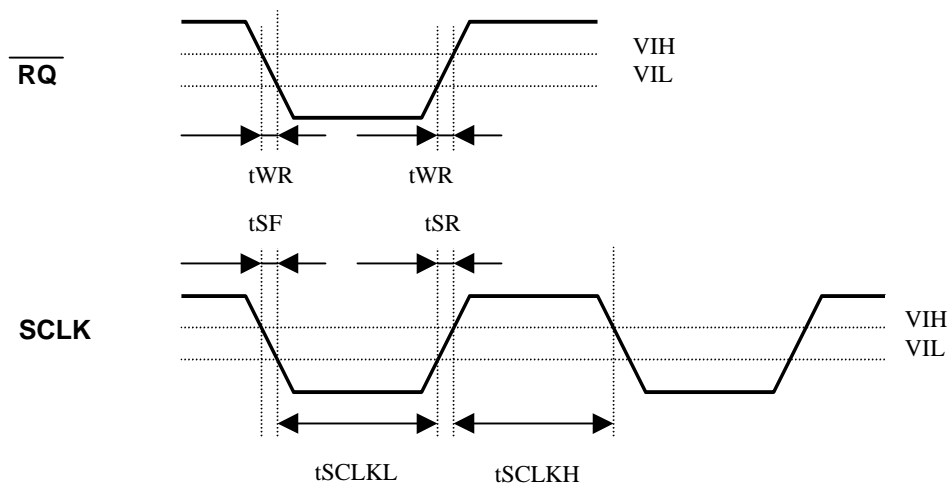 RQ
VIH
VIL
tWR
tWR
tSF
tSR
SCLK
VIH
VIL
tSCLKL
tSCLKH